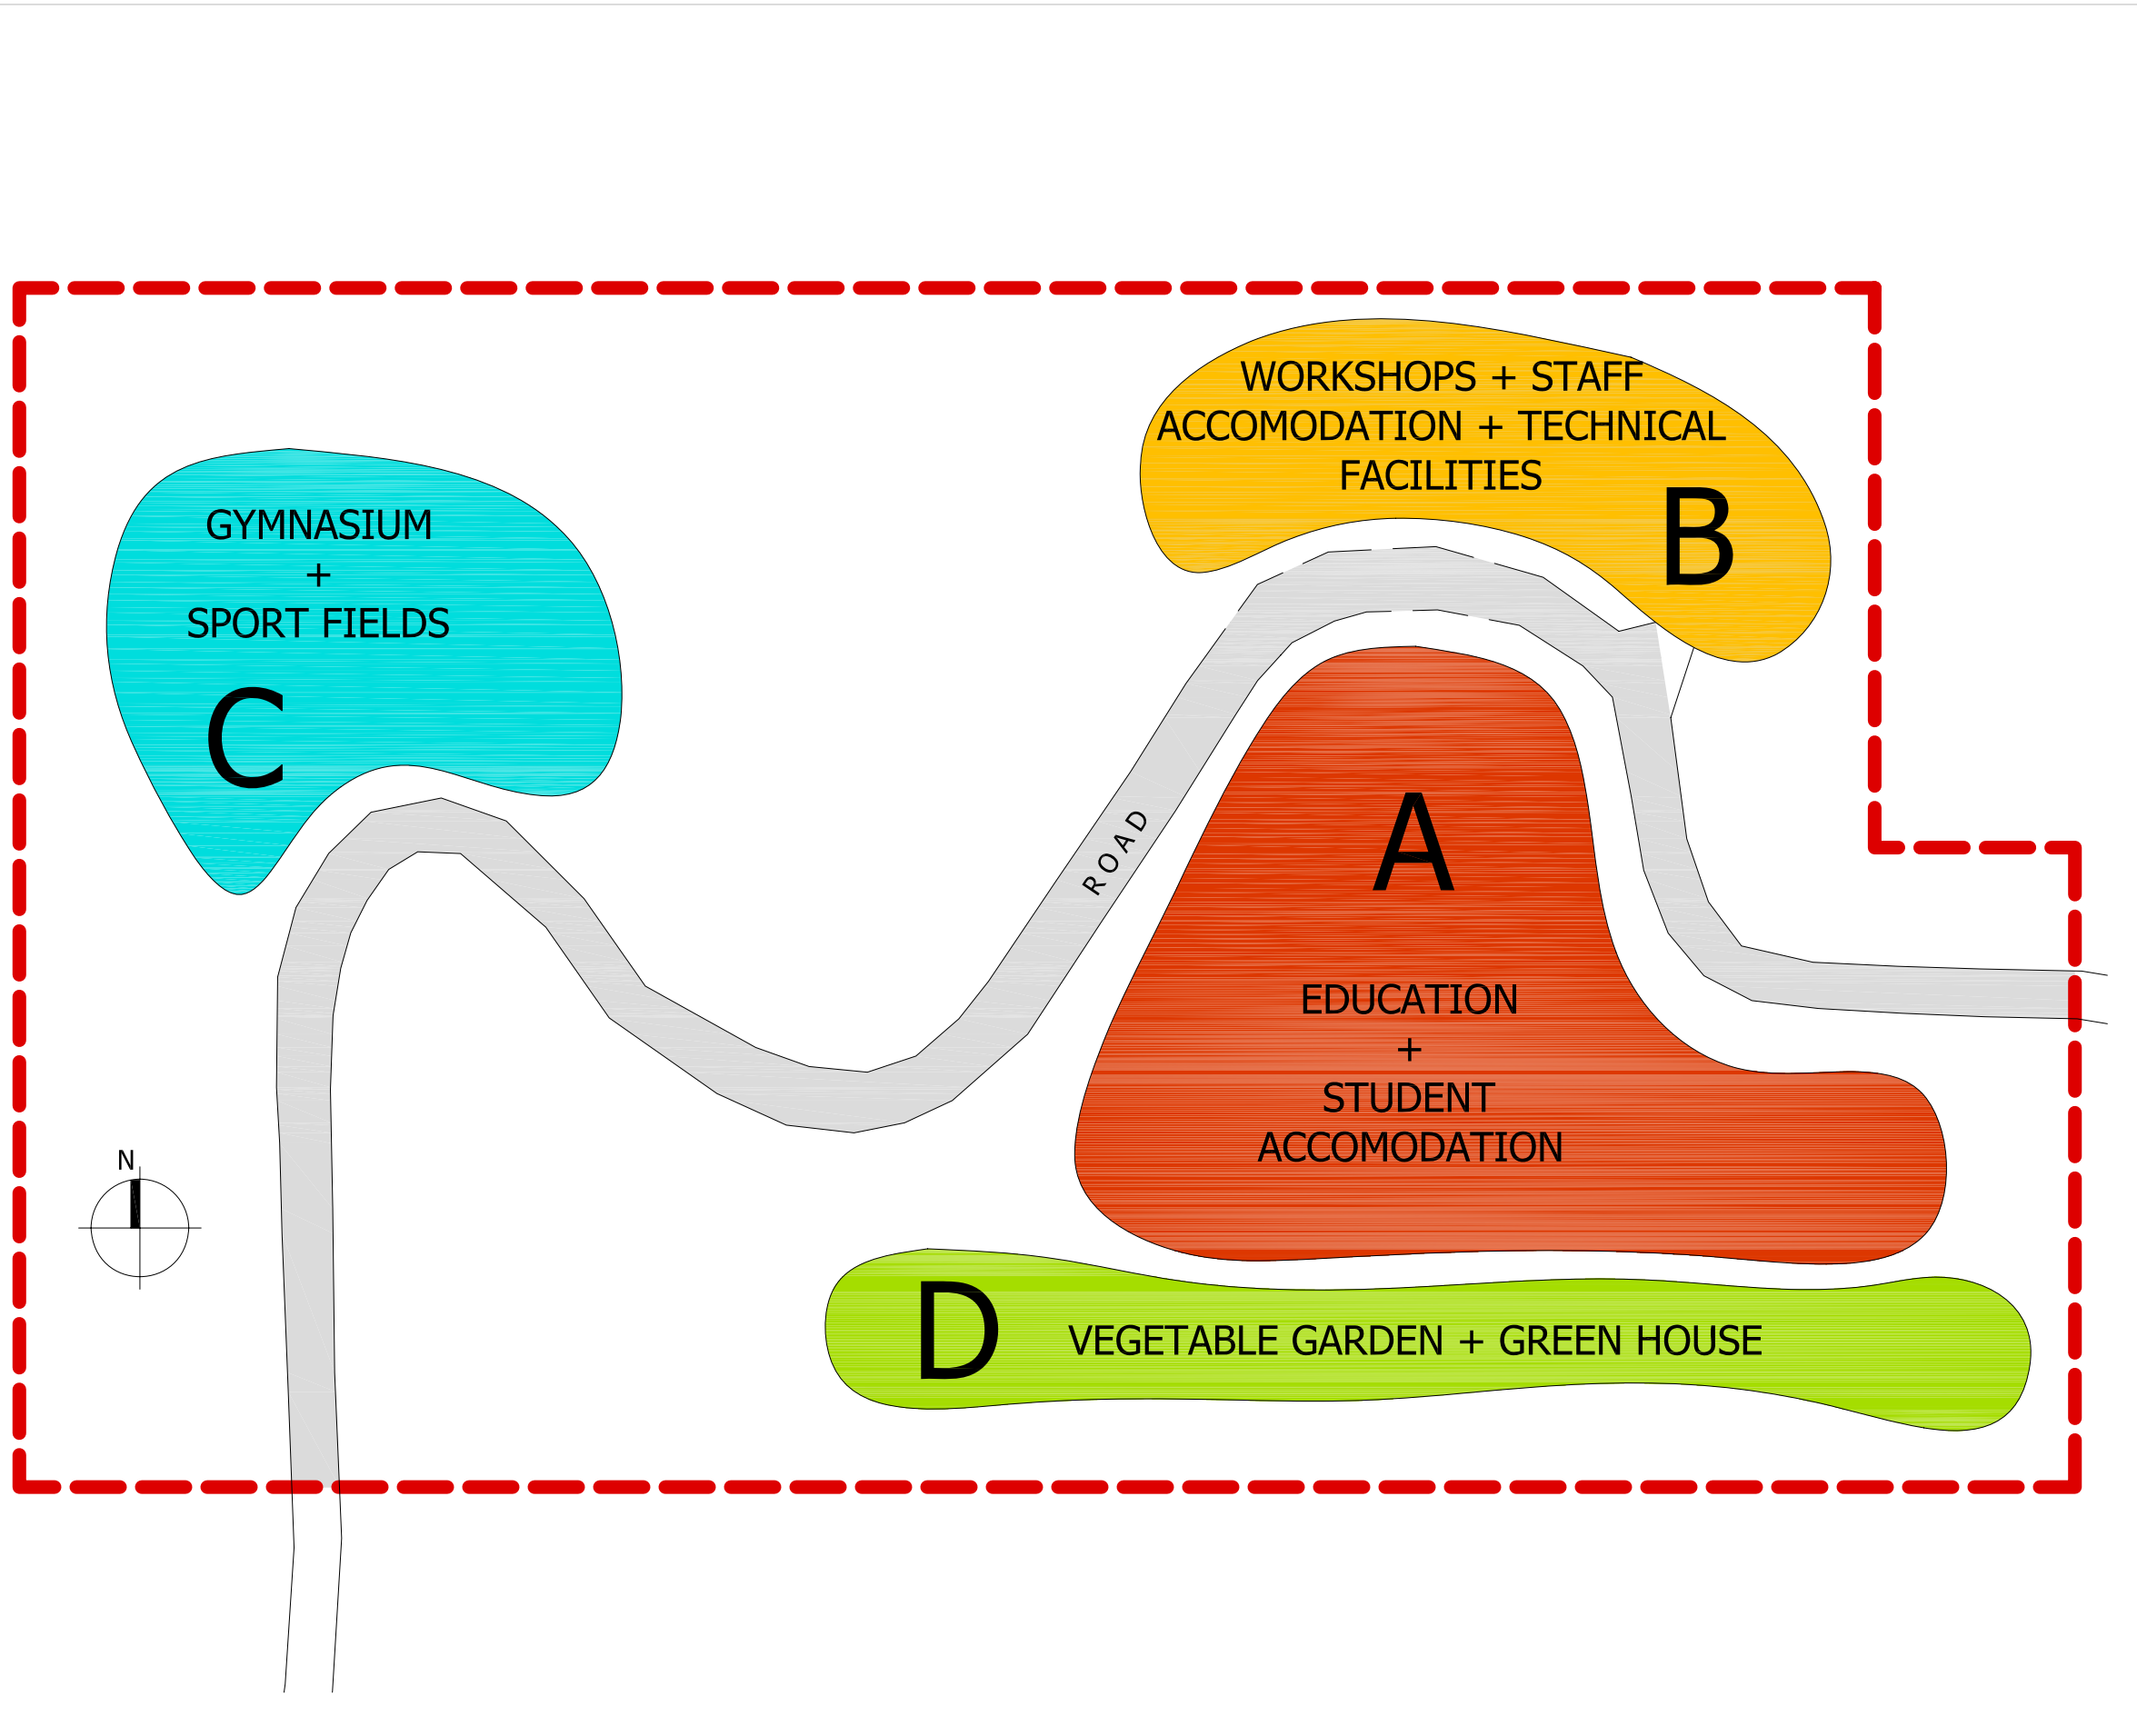 WORKSHOPS + STAFF
ACCOMODATION + TECHNICAL
FACILITIES
B
GYMNASIUM
+
SPORT FIELDS
C
ROAD
A
EDUCATION
+
STUDENT
ACCOMODATION
N
D
VEGETABLE GARDEN + GREEN HOUSE